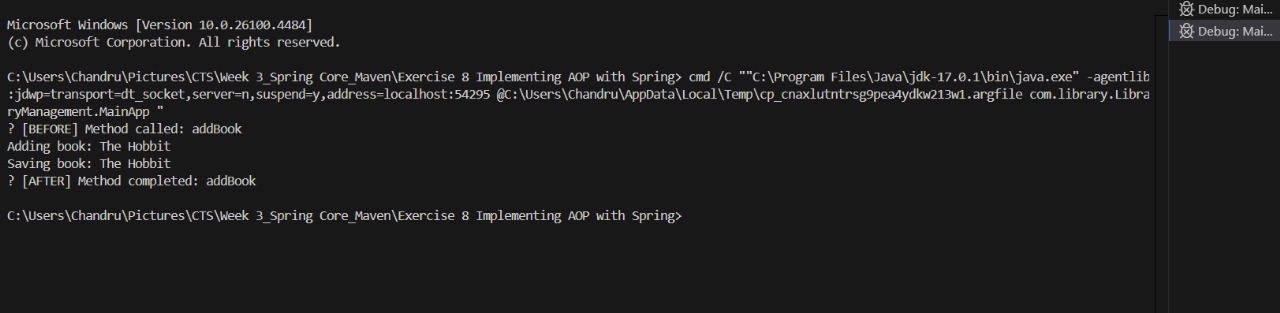 Microsoft Windows [Version 10.0.26100.4484]
(c) Microsoft Corporation. All rights reserved.
C:\Users\Chandru\Pictures\CTS\Week 3_Spring Core_Maven\Exercise 8 Implementing AOP with Spring> cmd /C ""C:\Program Files\Java\jdk-17.0.1\bin\java.exe" -agentlib
:jdwp=transport=dt_socket,server=n,suspend=y,address=localhost:54295 @C:\Users\Chandru\AppData\Local\Temp\cp_cnaxlutntrsg9pea4ydkw213w1.argfile com.library.Libra
ryManagement.MainApp "
? [BEFORE] Method called: addBook
Adding book: The Hobbit
Saving book: The Hobbit
? [AFTER] Method completed: addBook
C:\Users\Chandru\Pictures\CTS\Week 3_Spring Core_Maven\Exercise 8 Implementing AOP with Spring>
Debug: Mai...
Debug: Mai...